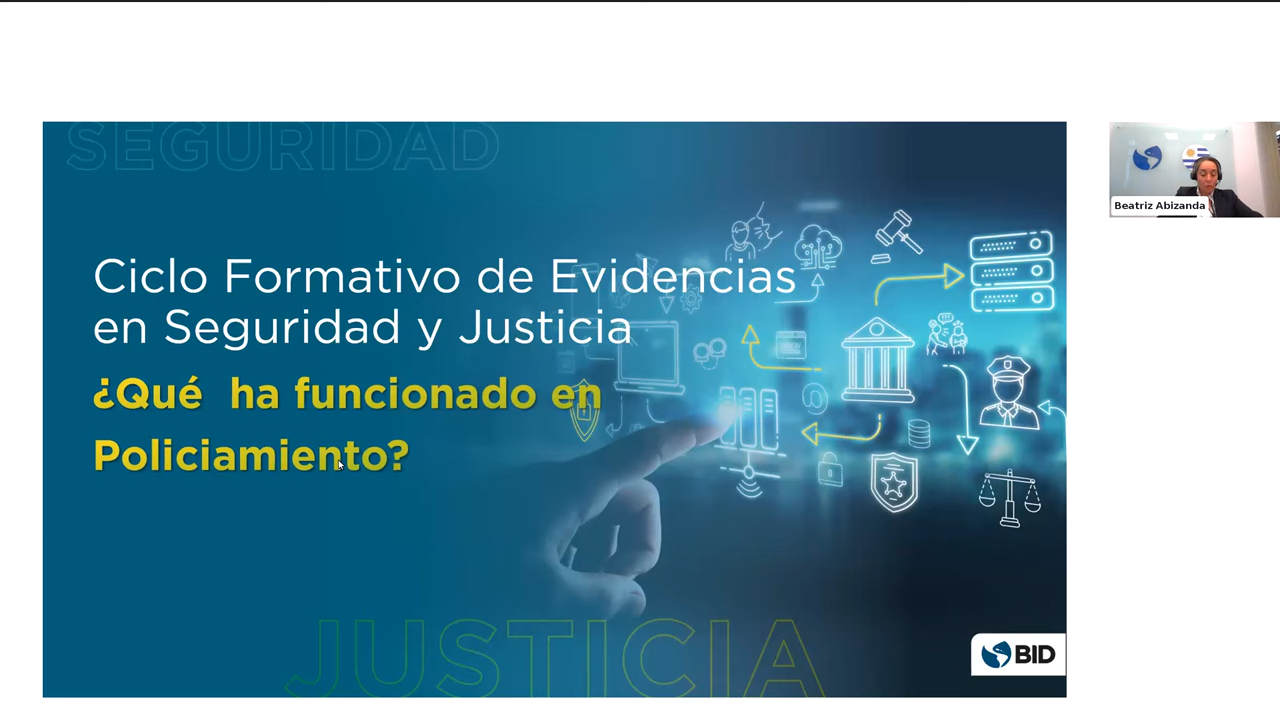 SEGURIDAD
Ciclo Formativo de Evidencias
en Seguridad y Justicia
¿Qué ha funcionado en
Policiamiento?
JUSTICIA
BID
Beatriz Abizanda